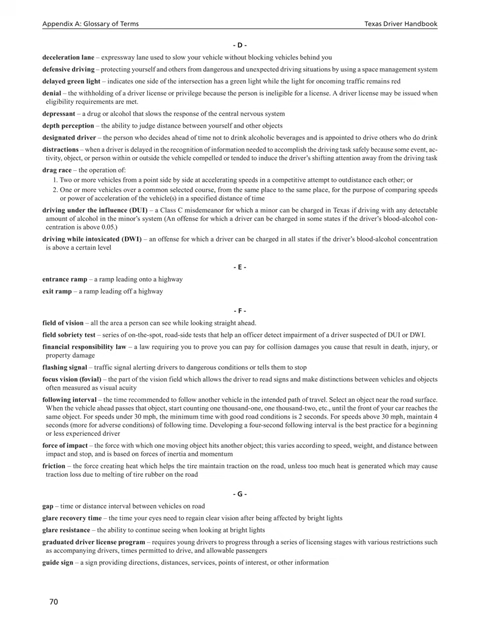 Appendix A: Glossary of Terms
Texas Driver Handbook
- D -
deceleration lane – expressway lane used to slow your vehicle without blocking vehicles behind you
defensive driving – protecting yourself and others from dangerous and unexpected driving situations by using a space management system
delayed green light – indicates one side of the intersection has a green light while the light for oncoming traffic remains red
denial – the withholding of a driver license or privilege because the person is ineligible for a license. A driver license may be issued when
eligibility requirements are met.
depressant – a drug or alcohol that slows the response of the central nervous system
depth perception – the ability to judge distance between yourself and other objects
designated driver – the person who decides ahead of time not to drink alcoholic beverages and is appointed to drive others who do drink
distractions – when a driver is delayed in the recognition of information needed to accomplish the driving task safely because some event, ac-
tivity, object, or person within or outside the vehicle compelled or tended to induce the driver's shifting attention away from the driving task
drag race – the operation of:
1. Two or more vehicles from a point side by side at accelerating speeds in a competitive attempt to outdistance each other; or
2. One or more vehicles over a common selected course, from the same place to the same place, for the purpose of comparing speeds
or power of acceleration of the vehicle(s) in a specified distance of time
driving under the influence (DUI) – a Class C misdemeanor for which a minor can be charged in Texas if driving with any detectable
amount of alcohol in the minor's system (An offense for which a driver can be charged in some states if the driver's blood-alcohol con-
centration is above 0.05.)
driving while intoxicated (DWI) – an offense for which a driver can be charged in all states if the driver's blood-alcohol concentration
is above a certain level
- E -
entrance ramp – a ramp leading onto a highway
exit ramp – a ramp leading off a highway
- F -
field of vision – all the area a person can see while looking straight ahead.
field sobriety test – series of on-the-spot, road-side tests that help an officer detect impairment of a driver suspected of DUI or DWI.
financial responsibility law – a law requiring you to prove you can pay for collision damages you cause that result in death, injury, or
property damage
flashing signal – traffic signal alerting drivers to dangerous conditions or tells them to stop
focus vision (fovial) – the part of the vision field which allows the driver to read signs and make distinctions between vehicles and objects
often measured as visual acuity
following interval – the time recommended to follow another vehicle in the intended path of travel. Select an object near the road surface.
When the vehicle ahead passes that object, start counting one thousand-one, one thousand-two, etc., until the front of your car reaches the
same object. For speeds under 30 mph, the minimum time with good road conditions is 2 seconds. For speeds above 30 mph, maintain 4
seconds (more for adverse conditions) of following time. Developing a four-second following interval is the best practice for a beginning
or less experienced driver
force of impact – the force with which one moving object hits another object; this varies according to speed, weight, and distance between
impact and stop, and is based on forces of inertia and momentum
friction – the force creating heat which helps the tire maintain traction on the road, unless too much heat is generated which may cause
traction loss due to melting of tire rubber on the road
- G -
gap – time or distance interval between vehicles on road
glare recovery time – the time your eyes need to regain clear vision after being affected by bright lights
glare resistance – the ability to continue seeing when looking at bright lights
graduated driver license program – requires young drivers to progress through a series of licensing stages with various restrictions such
as accompanying drivers, times permitted to drive, and allowable passengers
guide sign – a sign providing directions, distances, services, points of interest, or other information
70